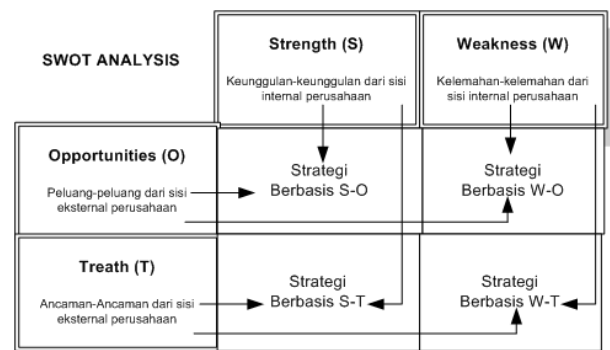 SWOT ANALYSIS
Strength (S)
Keunggulan-keunggulan dari sisi
internal perusahaan
Weakness (W)
Kelemahan-kelemahan dari
sisi internal perusahaan
Opportunities (O)
Peluang-peluang dari sisi
eksternal perusahaan
Strategi
Berbasis S-O
Strategi
Berbasis W-O
Treath (T)
Ancaman-Ancaman dari sisi
eksternal perusahaan
Strategi
Berbasis S-T
Strategi
Berbasis W-T